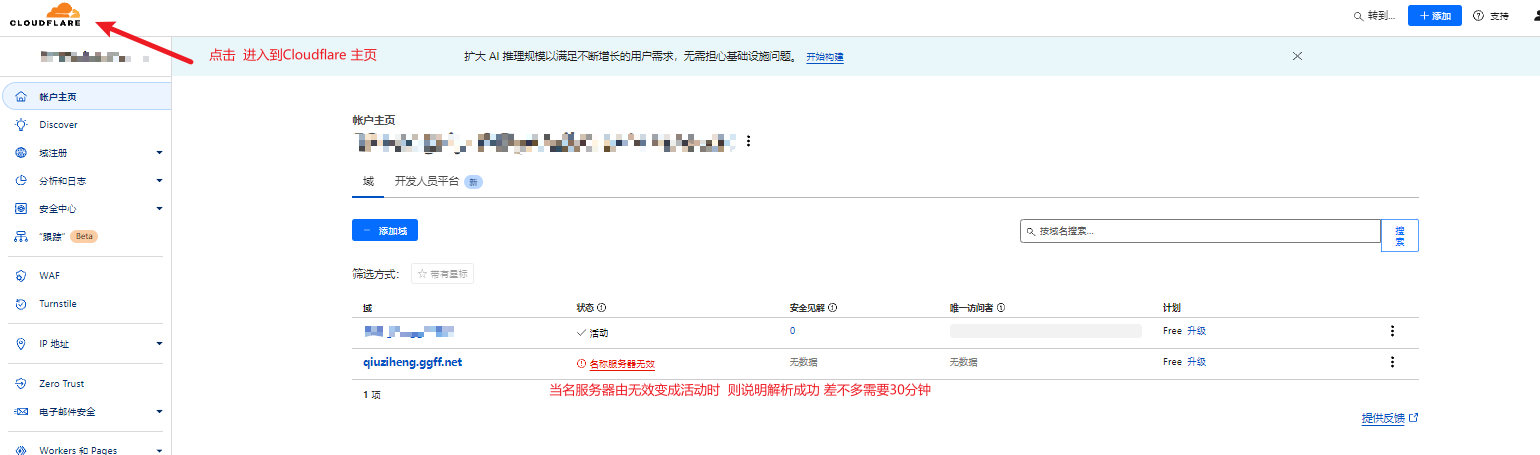 CLOUDFLARE
转到...
添加
支持
点击 进入到Cloudflare 主页
扩大 AI 推理规模以满足不断增长的用户需求，无需担心基础设施问题。 开始构建
帐户主页
Discover
域注册
分析和日志
安全中心
“跟踪” Beta
WAF
Turnstile
IP 地址
Zero Trust
电子邮件安全
Workers 和 Pages
帐户主页
域 开发人员平台 新
添加域
按域名搜索...
搜
索
筛选方式： 带有星标
域 状态 安全见解 唯一访问者 计划
活动 0 Free 升级
qiuziheng.ggff.net 名称服务器无效 无数据 无数据 Free 升级
当名服务器由无效变成活动时 则说明解析成功 差不多需要30分钟
1 项
提供反馈